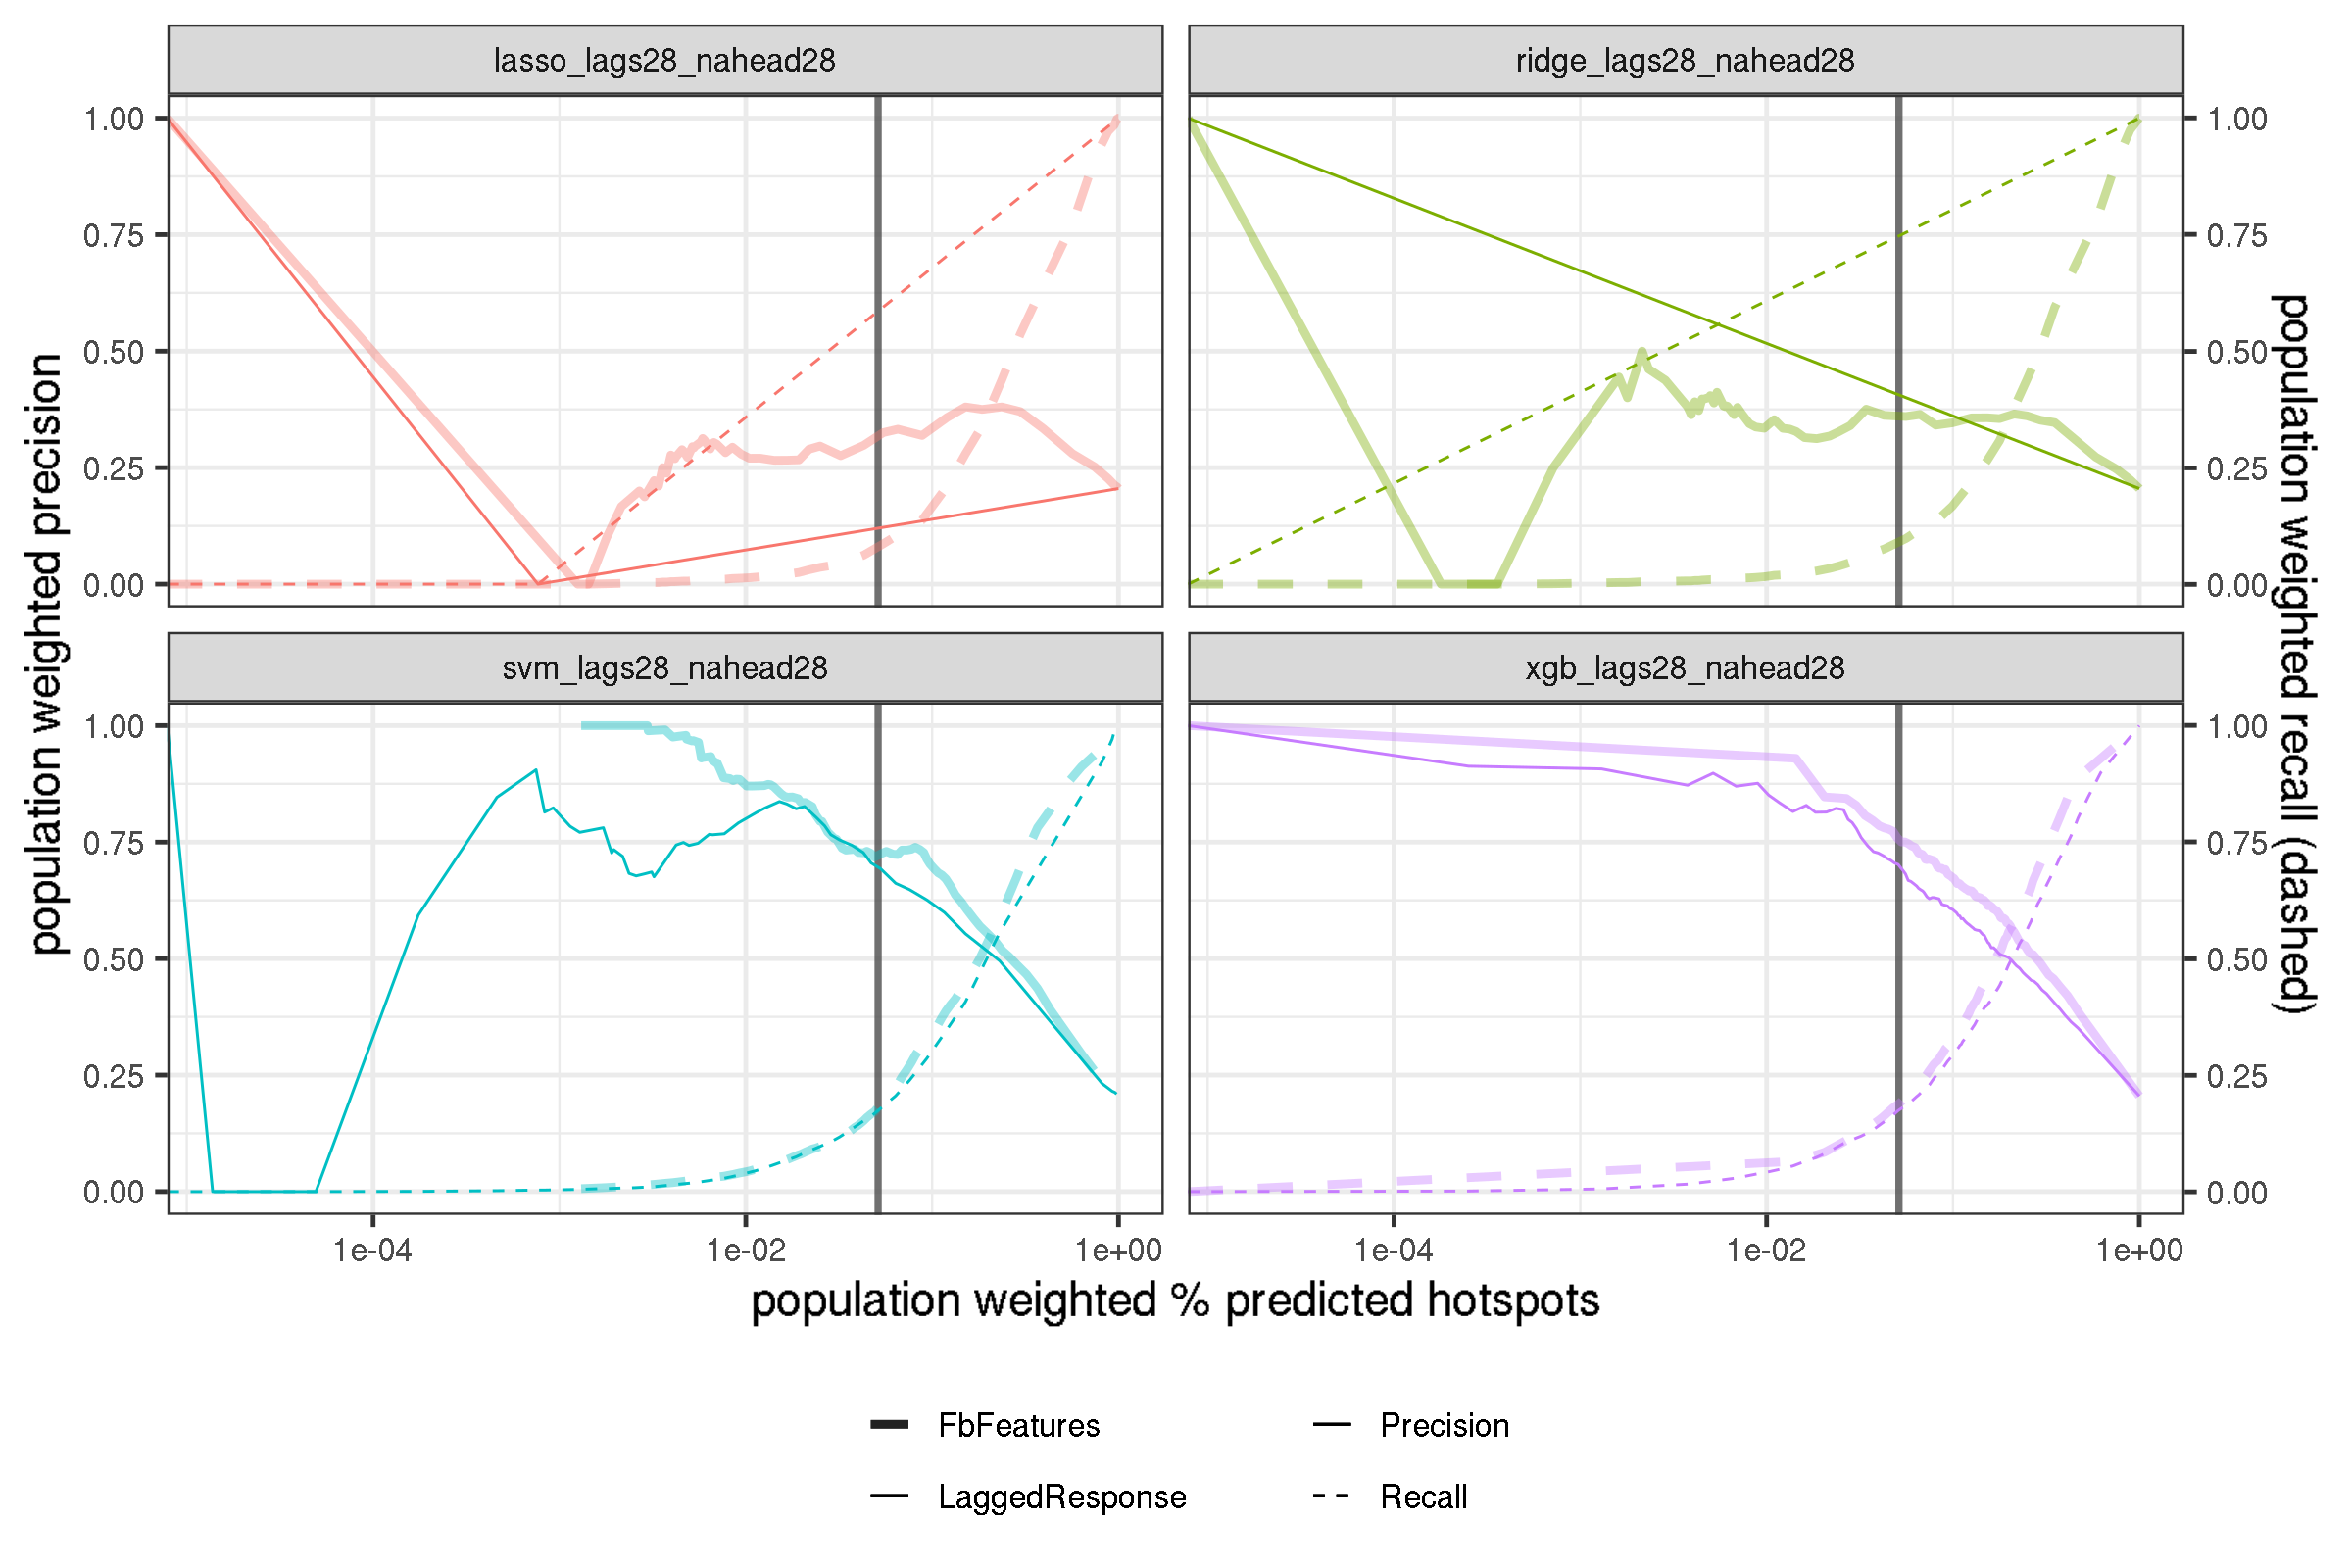 lasso_lags28_nahead28
ridge_lags28_nahead28
1.00
0.75
0.50
0.25
0.00
1.00
0.75
0.50
0.25
0.00
svm_lags28_nahead28
xgb_lags28_nahead28
1.00
0.75
0.50
0.25
0.00
1.00
0.75
0.50
0.25
0.00
population weighted precision
population weighted recall (dashed)
1e-04
1e-02
1e+00
1e-04
1e-02
1e+00
population weighted % predicted hotspots
FbFeatures
Precision
LaggedResponse
Recall